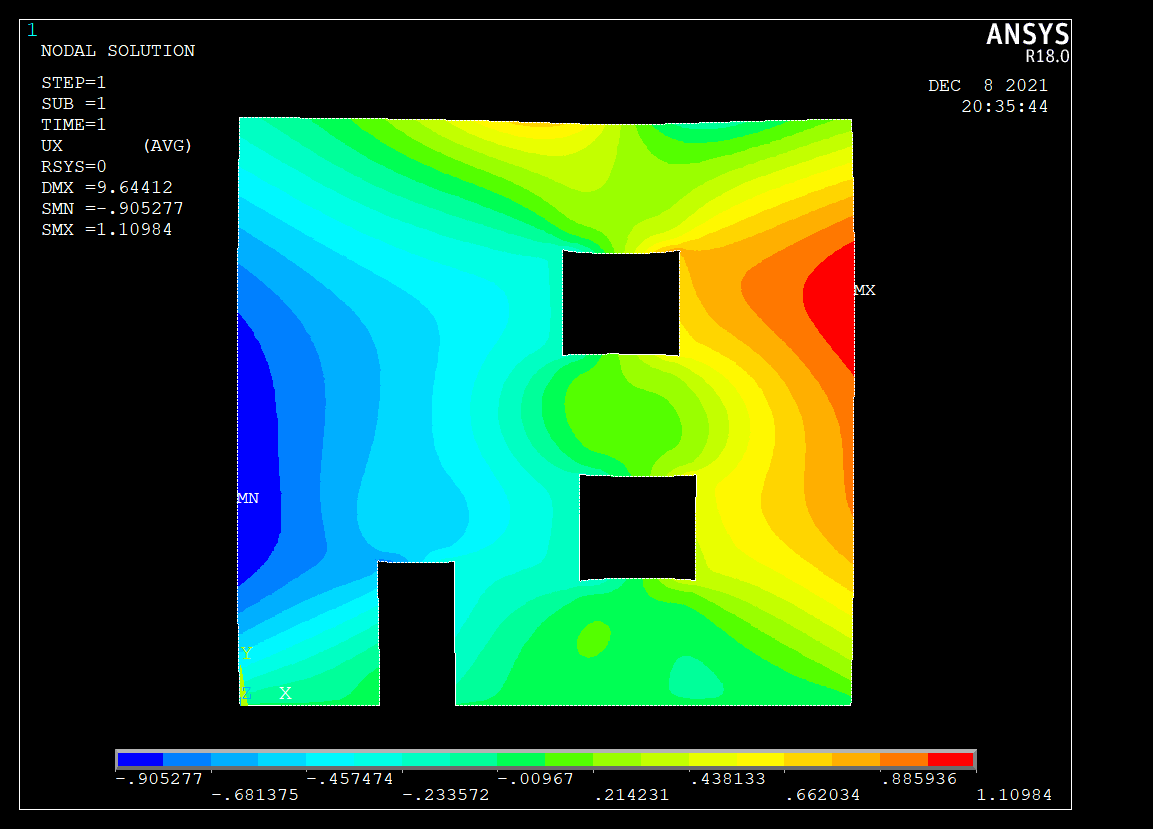 1
ANSYS
R18.0
NODAL SOLUTION
DEC 8 2021
20:35:44
STEP=1
SUB =1
TIME=1
UX (AVG)
RSYS=0
DMX =9.64412
SMN =-.905277
SMX =1.10984
MX
MN
Y
Z X
-.905277 -.457474 -.00967 .438133 .885936
-.681375 -.233572 .214231 .662034 1.10984